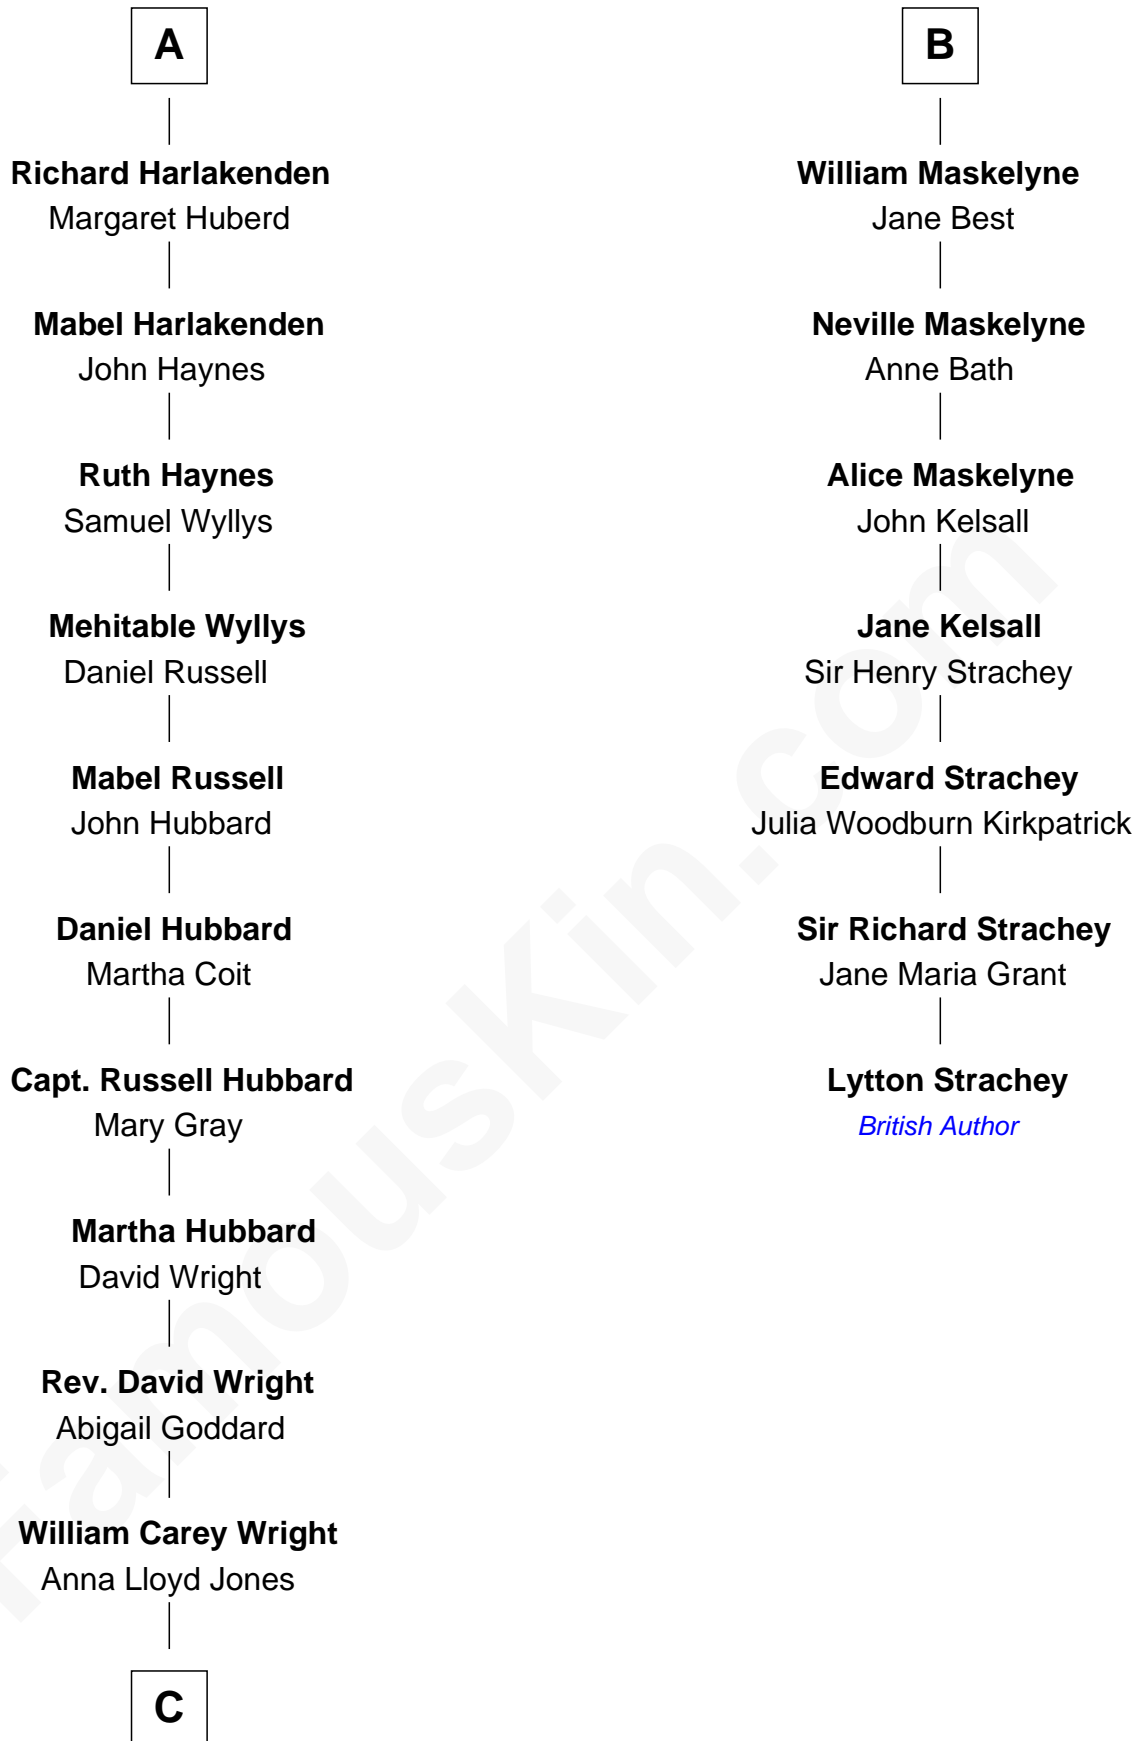 A
Richard Harlakenden
Margaret Huberd
Mabel Harlakenden
John Haynes
Ruth Haynes
Samuel Wyllys
Mehitable Wyllys
Daniel Russell
Mabel Russell
John Hubbard
Daniel Hubbard
Martha Coit
Capt. Russell Hubbard
Mary Gray
Martha Hubbard
David Wright
Rev. David Wright
Abigail Goddard
William Carey Wright
Anna Lloyd Jones
C
B
William Maskelyne
Jane Best
Neville Maskelyne
Anne Bath
Alice Maskelyne
John Kelsall
Jane Kelsall
Sir Henry Strachey
Edward Strachey
Julia Woodburn Kirkpatrick
Sir Richard Strachey
Jane Maria Grant
Lytton Strachey
British Author
FamousKin.com